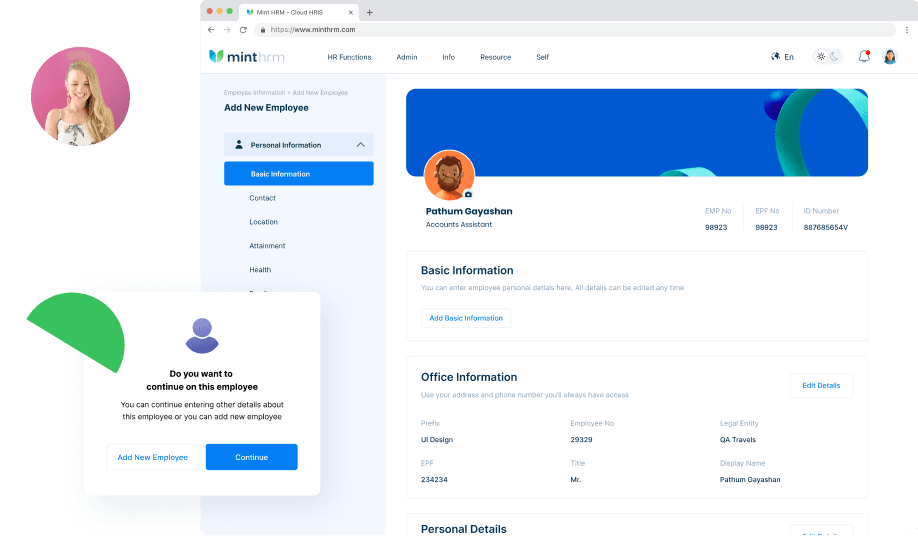 Mint HRM - Cloud HRIS
https://www.minthrm.com
minthrm
HR Functions
Admin
Info
Resource
Self
En
Employee Information > Add New Employee
Add New Employee
Personal Information
Basic Information
Contact
Location
Attainment
Health
Pathum Gayashan
Accounts Assistant
EMP No
98923
EPF No
98923
ID Number
887685654V
Basic Information
You can enter employee personal detials here, All details can be edited any time
Add Basic Information
Office Information
Use your address and phone number you'll always have access
Edit Details
Prefix
UI Design
Employee No
29329
Legal Entity
QA Travels
EPF
234234
Title
Mr.
Display Name
Pathum Gayashan
Personal Details
Do you want to
continue on this employee
You can continue entering other details about
this employee or you can add new employee
Add New Employee
Continue